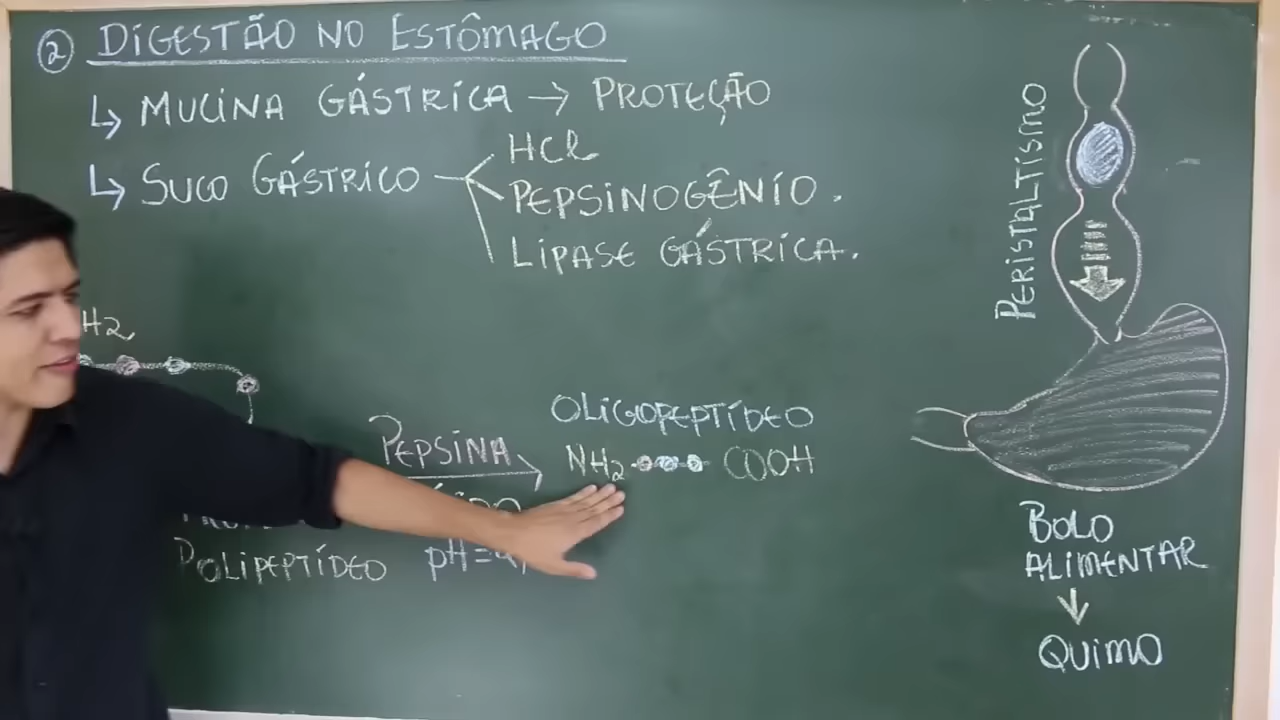 2 DIGESTÃO NO ESTÔMAGO
↳ MUCINA GÁSTRICA → PROTEÇÃO
↳ SUCO GÁSTRICO
HCl
PEPSINOGÊNIO.
LIPASE GÁSTRICA.
H2
PEPSINA
POLIPEPTÍDEO
pH=
OLIGOPEPTÍDEO
NH2 COOH
PERISTALTISMO
BOLO
ALIMENTAR
↓
QUIMO